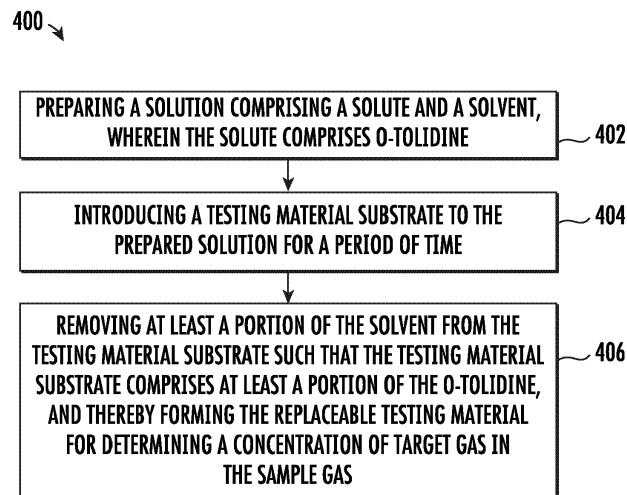 400
PREPARING A SOLUTION COMPRISING A SOLUTE AND A SOLVENT,
WHEREIN THE SOLUTE COMPRISES O-TOLIDINE
402
INTRODUCING A TESTING MATERIAL SUBSTRATE TO THE
PREPARED SOLUTION FOR A PERIOD OF TIME
404
REMOVING AT LEAST A PORTION OF THE SOLVENT FROM THE
TESTING MATERIAL SUBSTRATE SUCH THAT THE TESTING MATERIAL
SUBSTRATE COMPRISES AT LEAST A PORTION OF THE O-TOLIDINE,
AND THEREBY FORMING THE REPLACEABLE TESTING MATERIAL
FOR DETERMINING A CONCENTRATION OF TARGET GAS IN
THE SAMPLE GAS
406